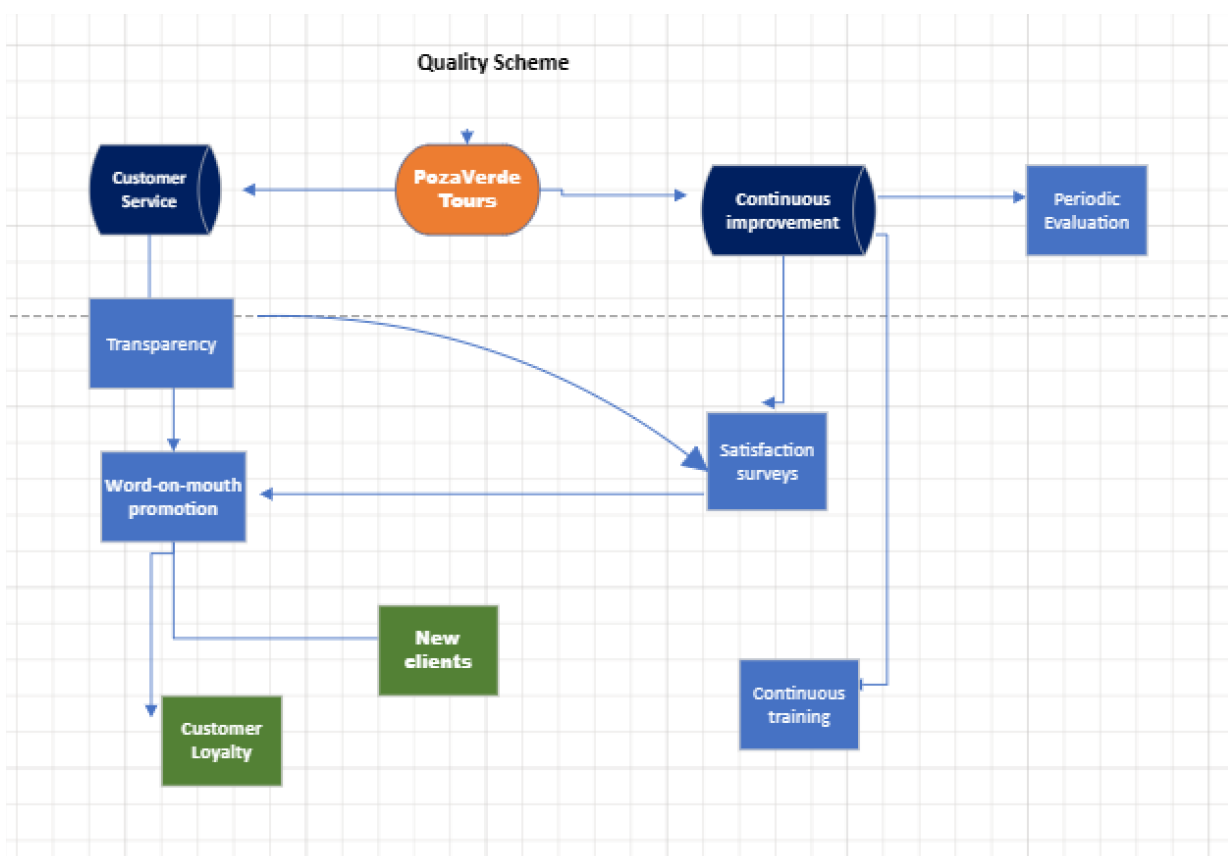 Quality Scheme
Customer
Service
PozaVerde
Tours
Continuous
improvement
Periodic
Evaluation
Transparency
Satisfaction
surveys
Word-on-mouth
promotion
New
clients
Continuous
training
Customer
Loyalty